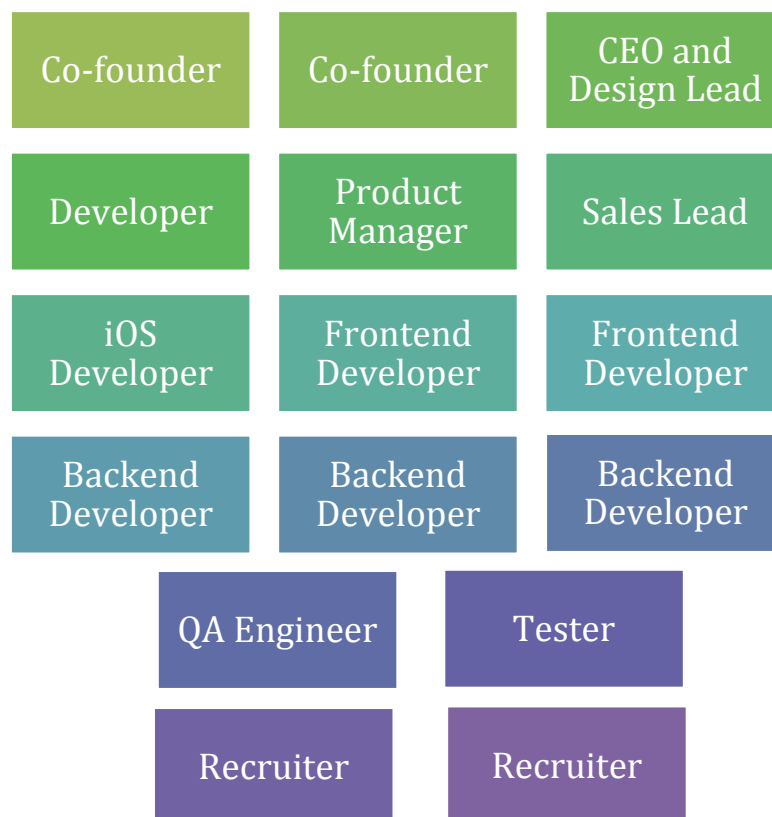 Co-founder
Co-founder
CEO and
Design Lead
Developer
Product
Manager
Sales Lead
iOS
Developer
Frontend
Developer
Frontend
Developer
Backend
Developer
Backend
Developer
Backend
Developer
QA Engineer
Tester
Recruiter
Recruiter